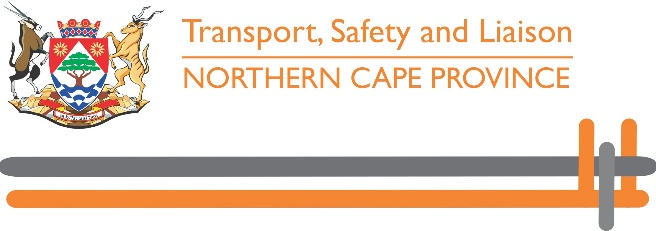 Transport, Safety and Liaison
NORTHERN CAPE PROVINCE